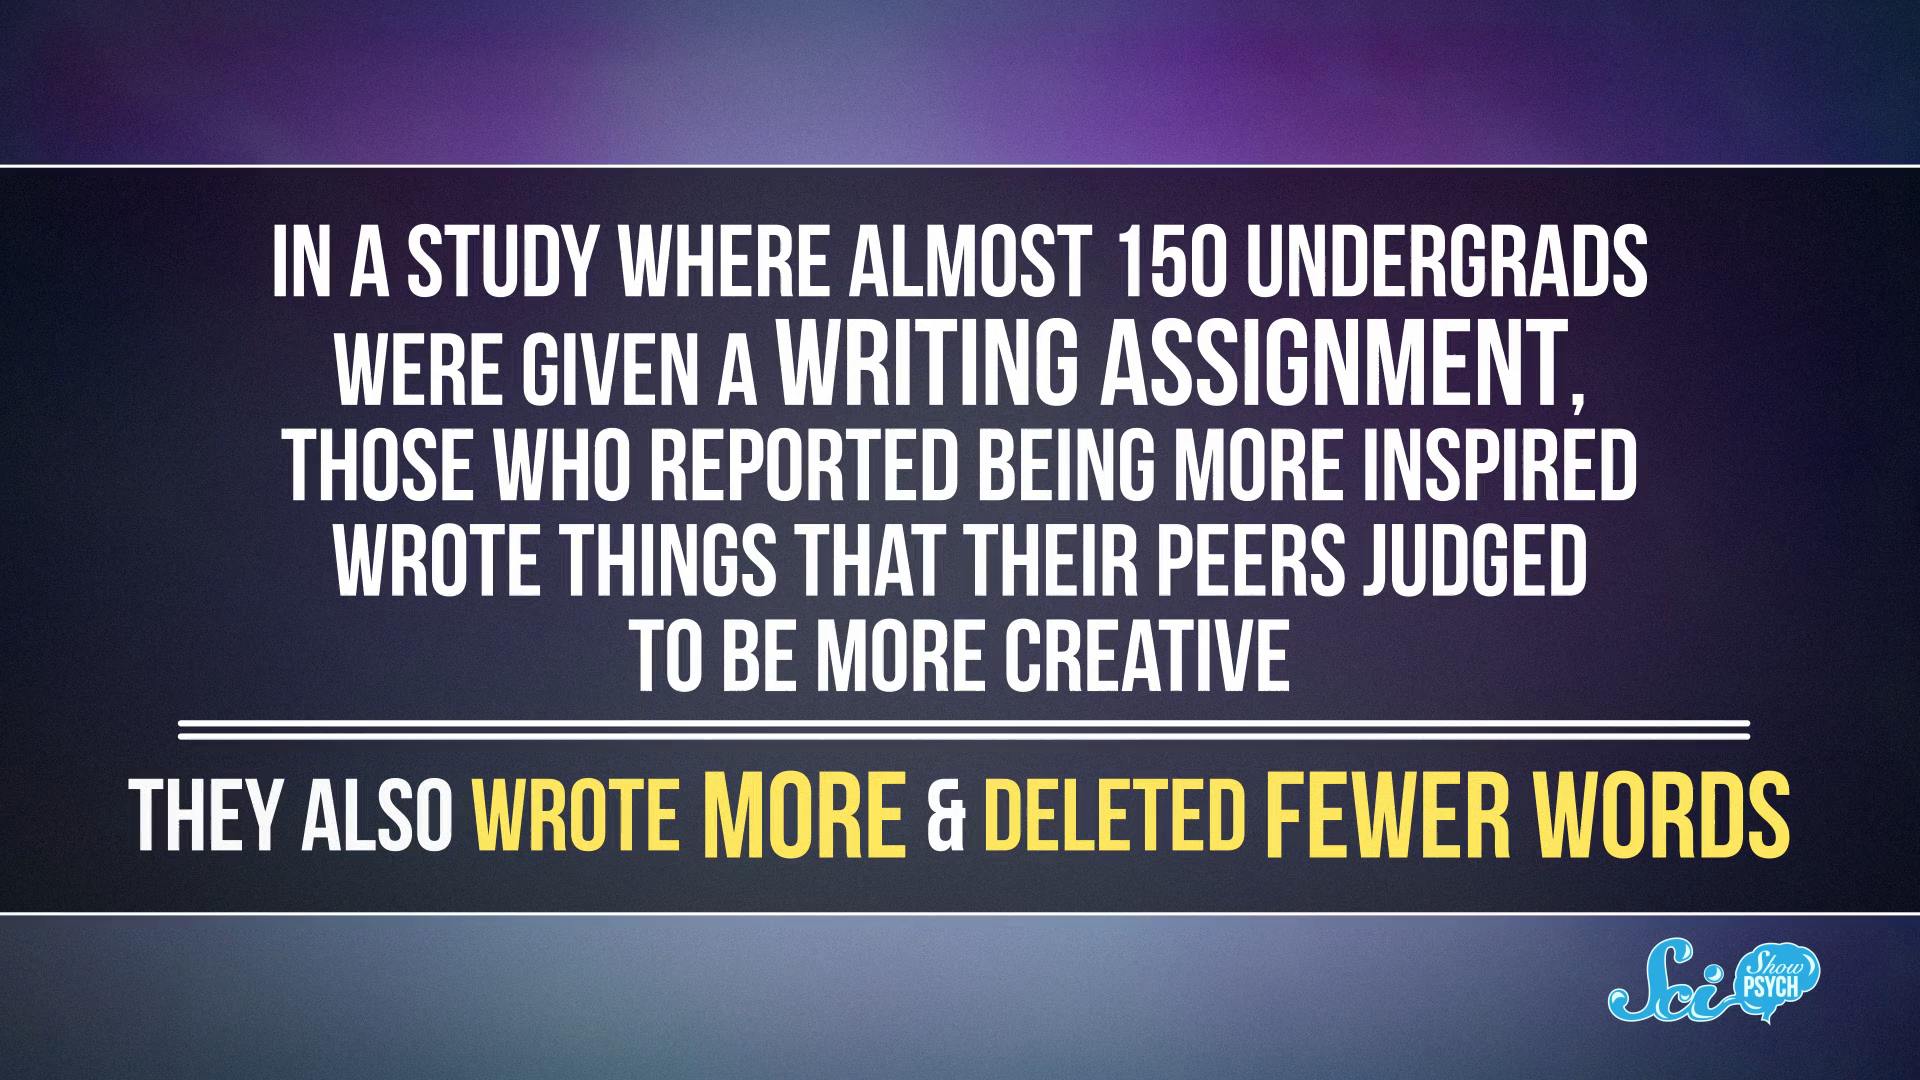 IN A STUDY WHERE ALMOST 150 UNDERGRADS
WERE GIVEN A WRITING ASSIGNMENT,
THOSE WHO REPORTED BEING MORE INSPIRED
WROTE THINGS THAT THEIR PEERS JUDGED
TO BE MORE CREATIVE
THEY ALSO WROTE MORE & DELETED FEWER WORDS
Sci Show
PSYCH